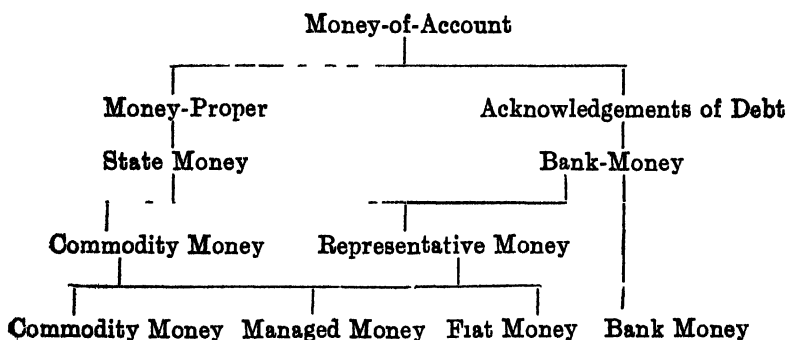 Money-of-Account
Money-Proper Acknowledgements of Debt
State Money Bank-Money
Commodity Money Representative Money
Commodity Money Managed Money Fiat Money Bank Money